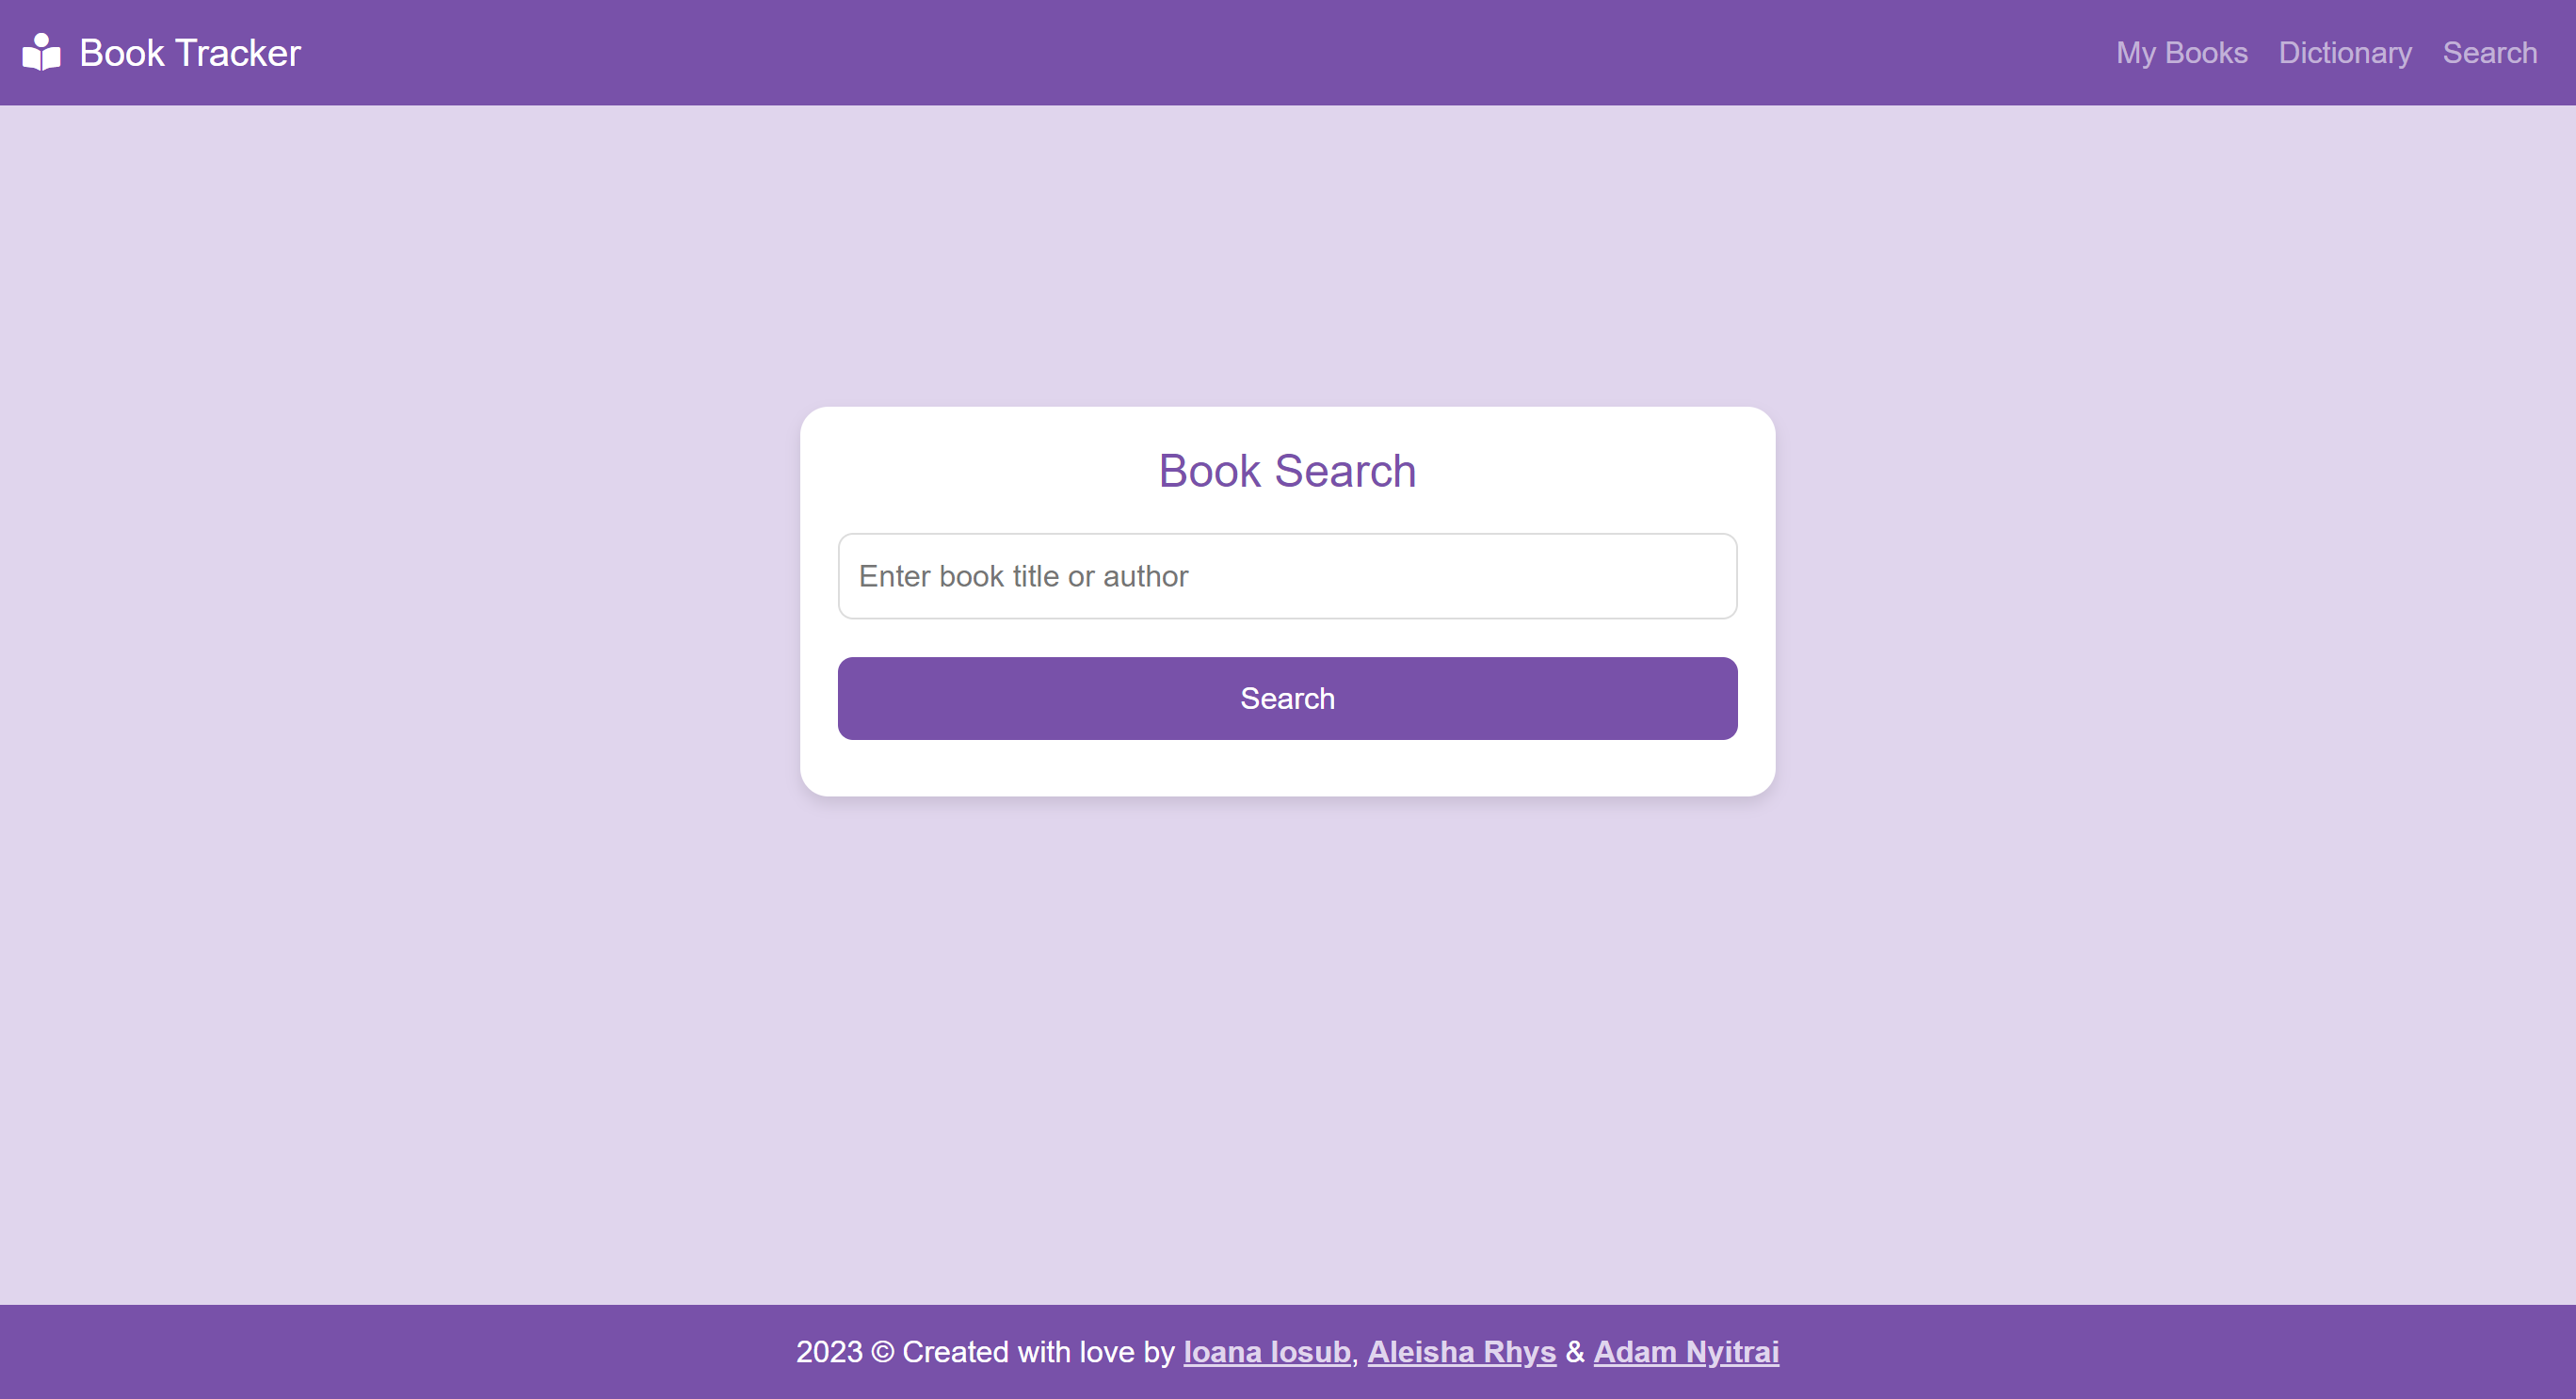 Book Tracker
My Books Dictionary Search
Book Search
Enter book title or author
Search
2023 © Created with love by Ioana Iosub, Aleisha Rhys & Adam Nyitrai